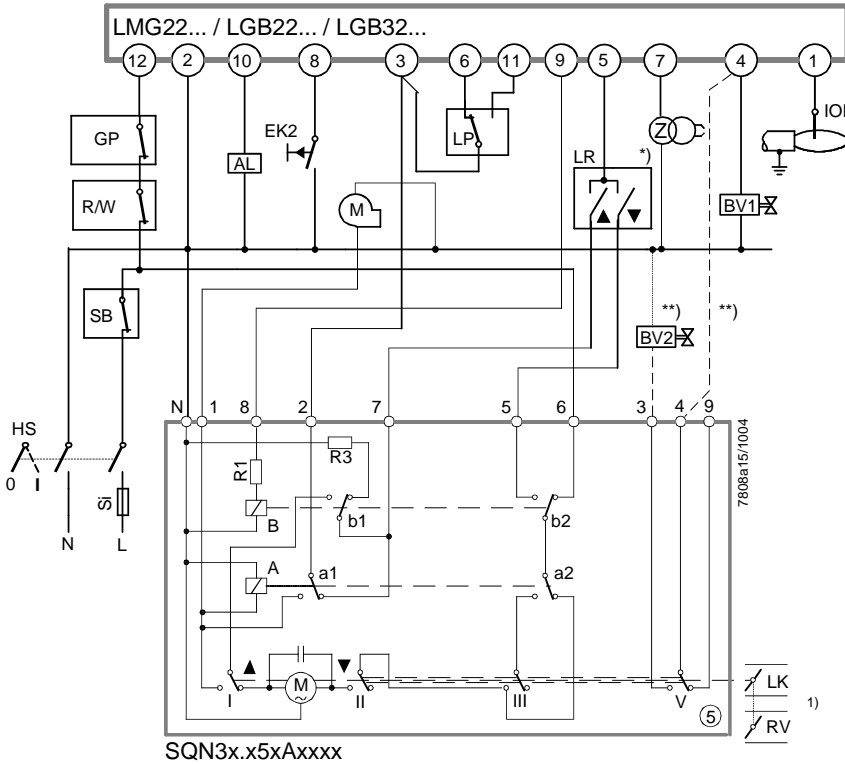 LMG22... / LGB22... / LGB32...
12 2 10 8 3 6 11 9 5 7 4 1
ION
GP
EK2
LP
Z
AL
LR *)
R/W
M
BV1
SB
**) **)
BV2
N 1 8 2 7 5 6 3 4 9
HS
0 I
Si
N L
R3
R1
B b1 b2
A a1 a2
M
I II III V
5
LK
1)
RV
7808a15/1004
SQN3x.x5xAxxxx